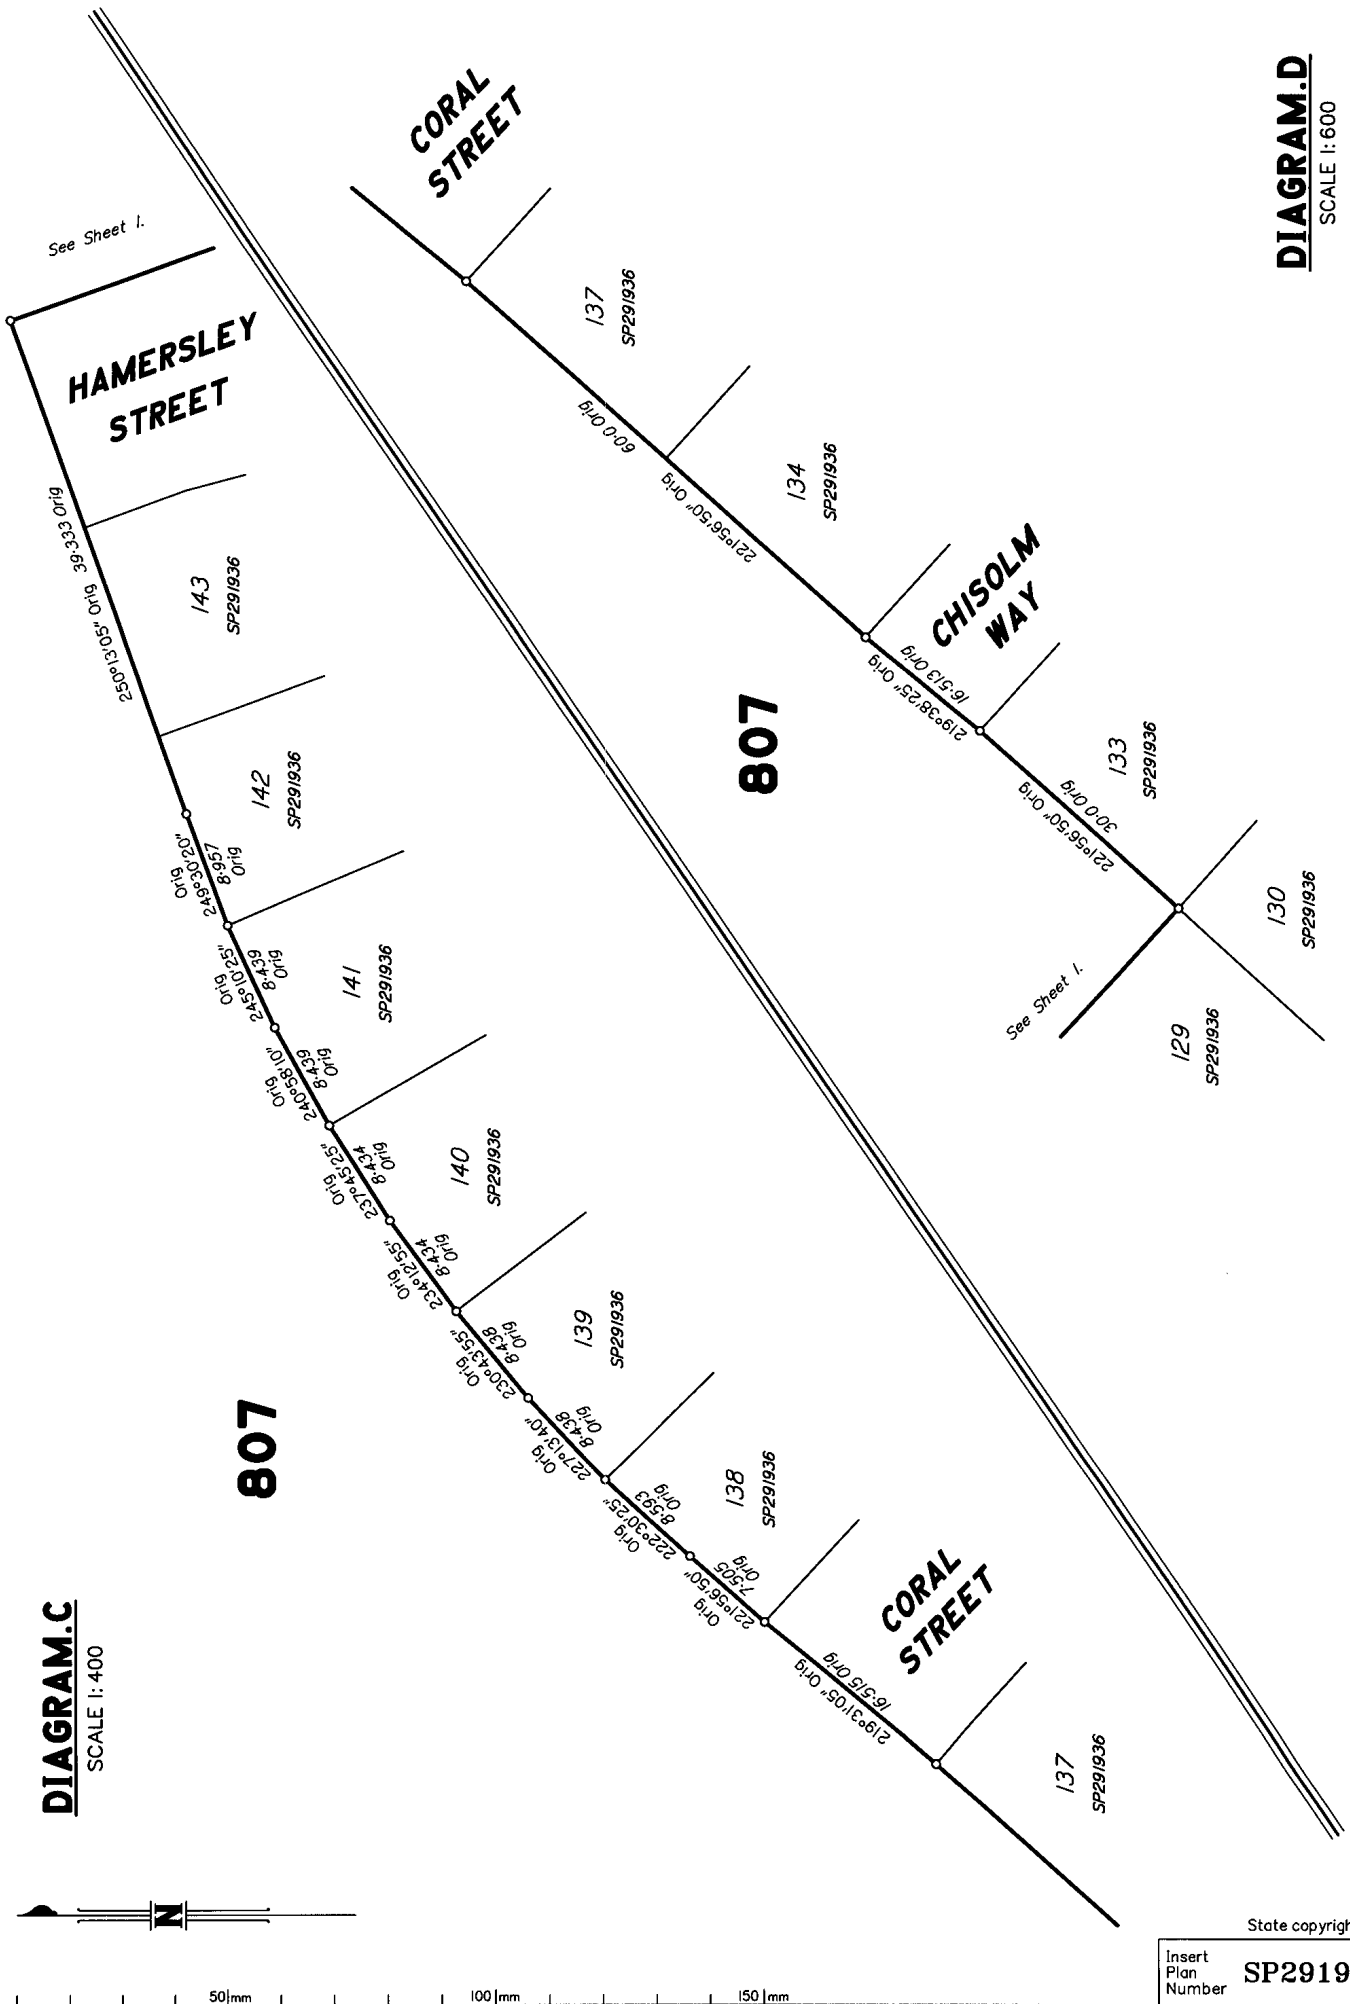 DIAGRAM.C
SCALE 1:400
See Sheet 1.
HAMERSLEY
STREET
250°13'05" Orig 39·333 Orig
143
SP291936
142
SP291936
Orig
249°30'20"
8·957
Orig
Orig
245°10'25"
8·439
Orig
141
SP291936
Orig
240°58'10"
8·439
Orig
Orig
237°45'25"
8·434
Orig
140
SP291936
Orig
234°12'55"
8·434
Orig
Orig
230°43'55"
8·438
Orig
139
SP291936
Orig
227°13'40"
8·438
Orig
Orig
222°30'25"
8·593
Orig
138
SP291936
Orig
221°56'50"
7·505
Orig
CORAL
STREET
219°31'05" Orig
16·515 Orig
137
SP291936
807
N
DIAGRAM.D
SCALE 1:600
CORAL
STREET
137
SP291936
60·0 Orig
221°56'50" Orig
134
SP291936
CHISOLM
WAY
219°38'25" Orig
16·513 Orig
807
133
SP291936
221°56'50" Orig
30·0 Orig
130
SP291936
See Sheet 1.
129
SP291936
State copyrigh
Insert
Plan
Number
SP2919
50 mm
100 mm
150 mm